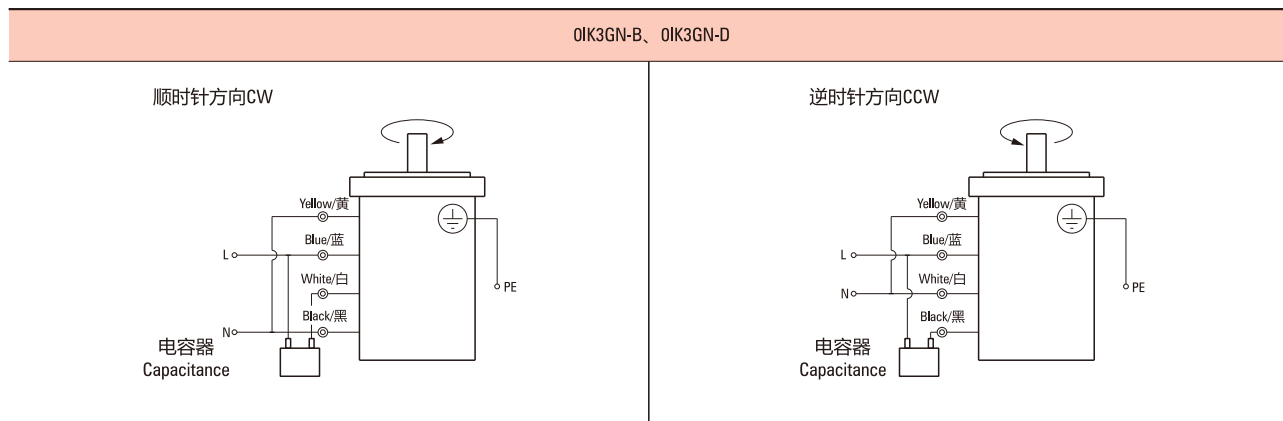 0IK3GN-B、0IK3GN-D
顺时针方向CW
Yellow/黄
Blue/蓝
L
White/白
PE
Black/黑
N
电容器
Capacitance
逆时针方向CCW
Yellow/黄
Blue/蓝
L
White/白
N
PE
Black/黑
电容器
Capacitance